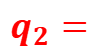 q₂ =